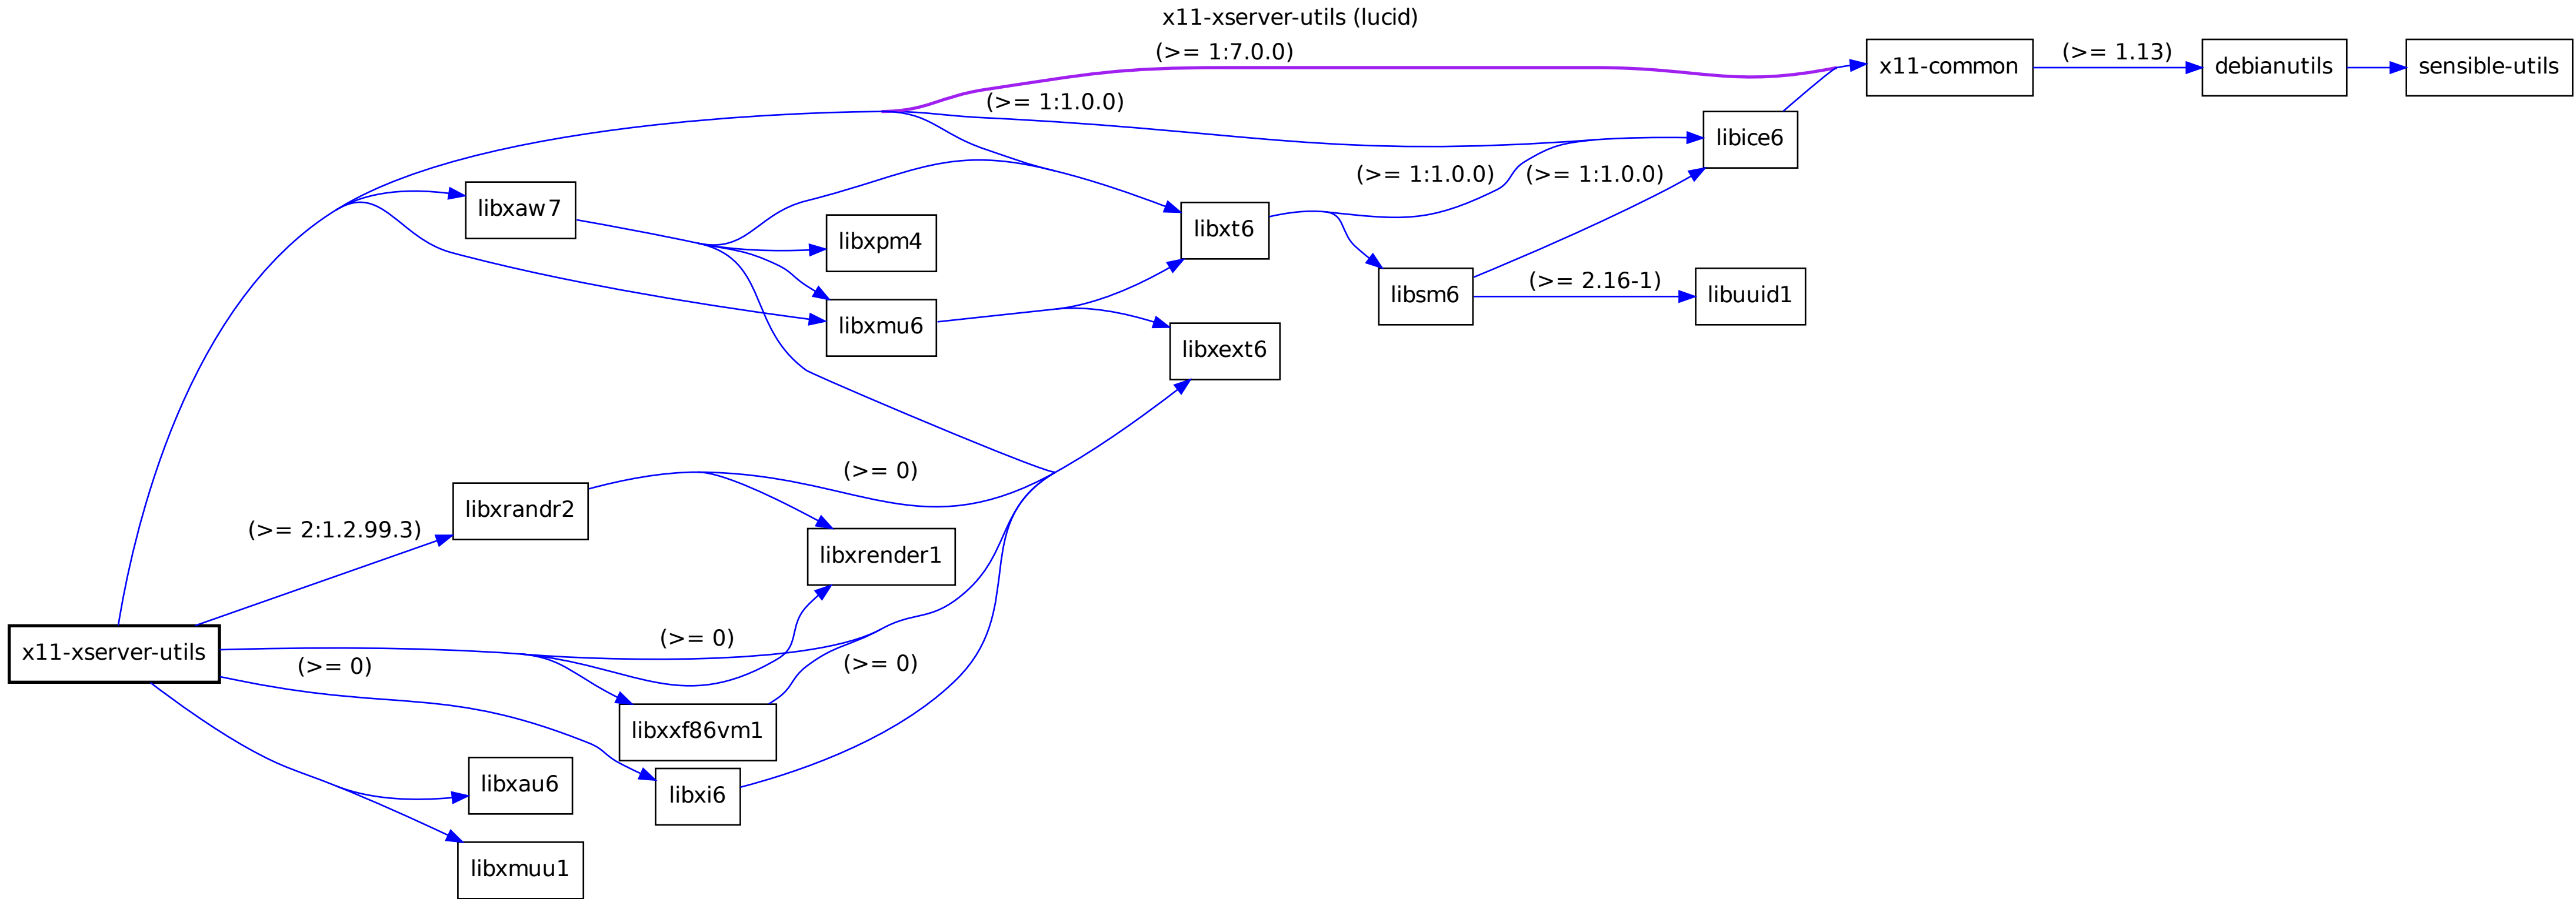 x11-xserver-utils (lucid)
(>= 1:7.0.0)
x11-common
(>= 1.13)
debianutils
sensible-utils
(>= 1:1.0.0)
libice6
(>= 1:1.0.0)
(>= 1:1.0.0)
libxaw7
libxpm4
libxt6
libxmu6
libsm6
(>= 2.16-1)
libuuid1
libxext6
(>= 0)
libxrandr2
(>= 2:1.2.99.3)
libxrender1
x11-xserver-utils
(>= 0)
(>= 0)
(>= 0)
libxxf86vm1
libxau6
libxi6
libxmuu1